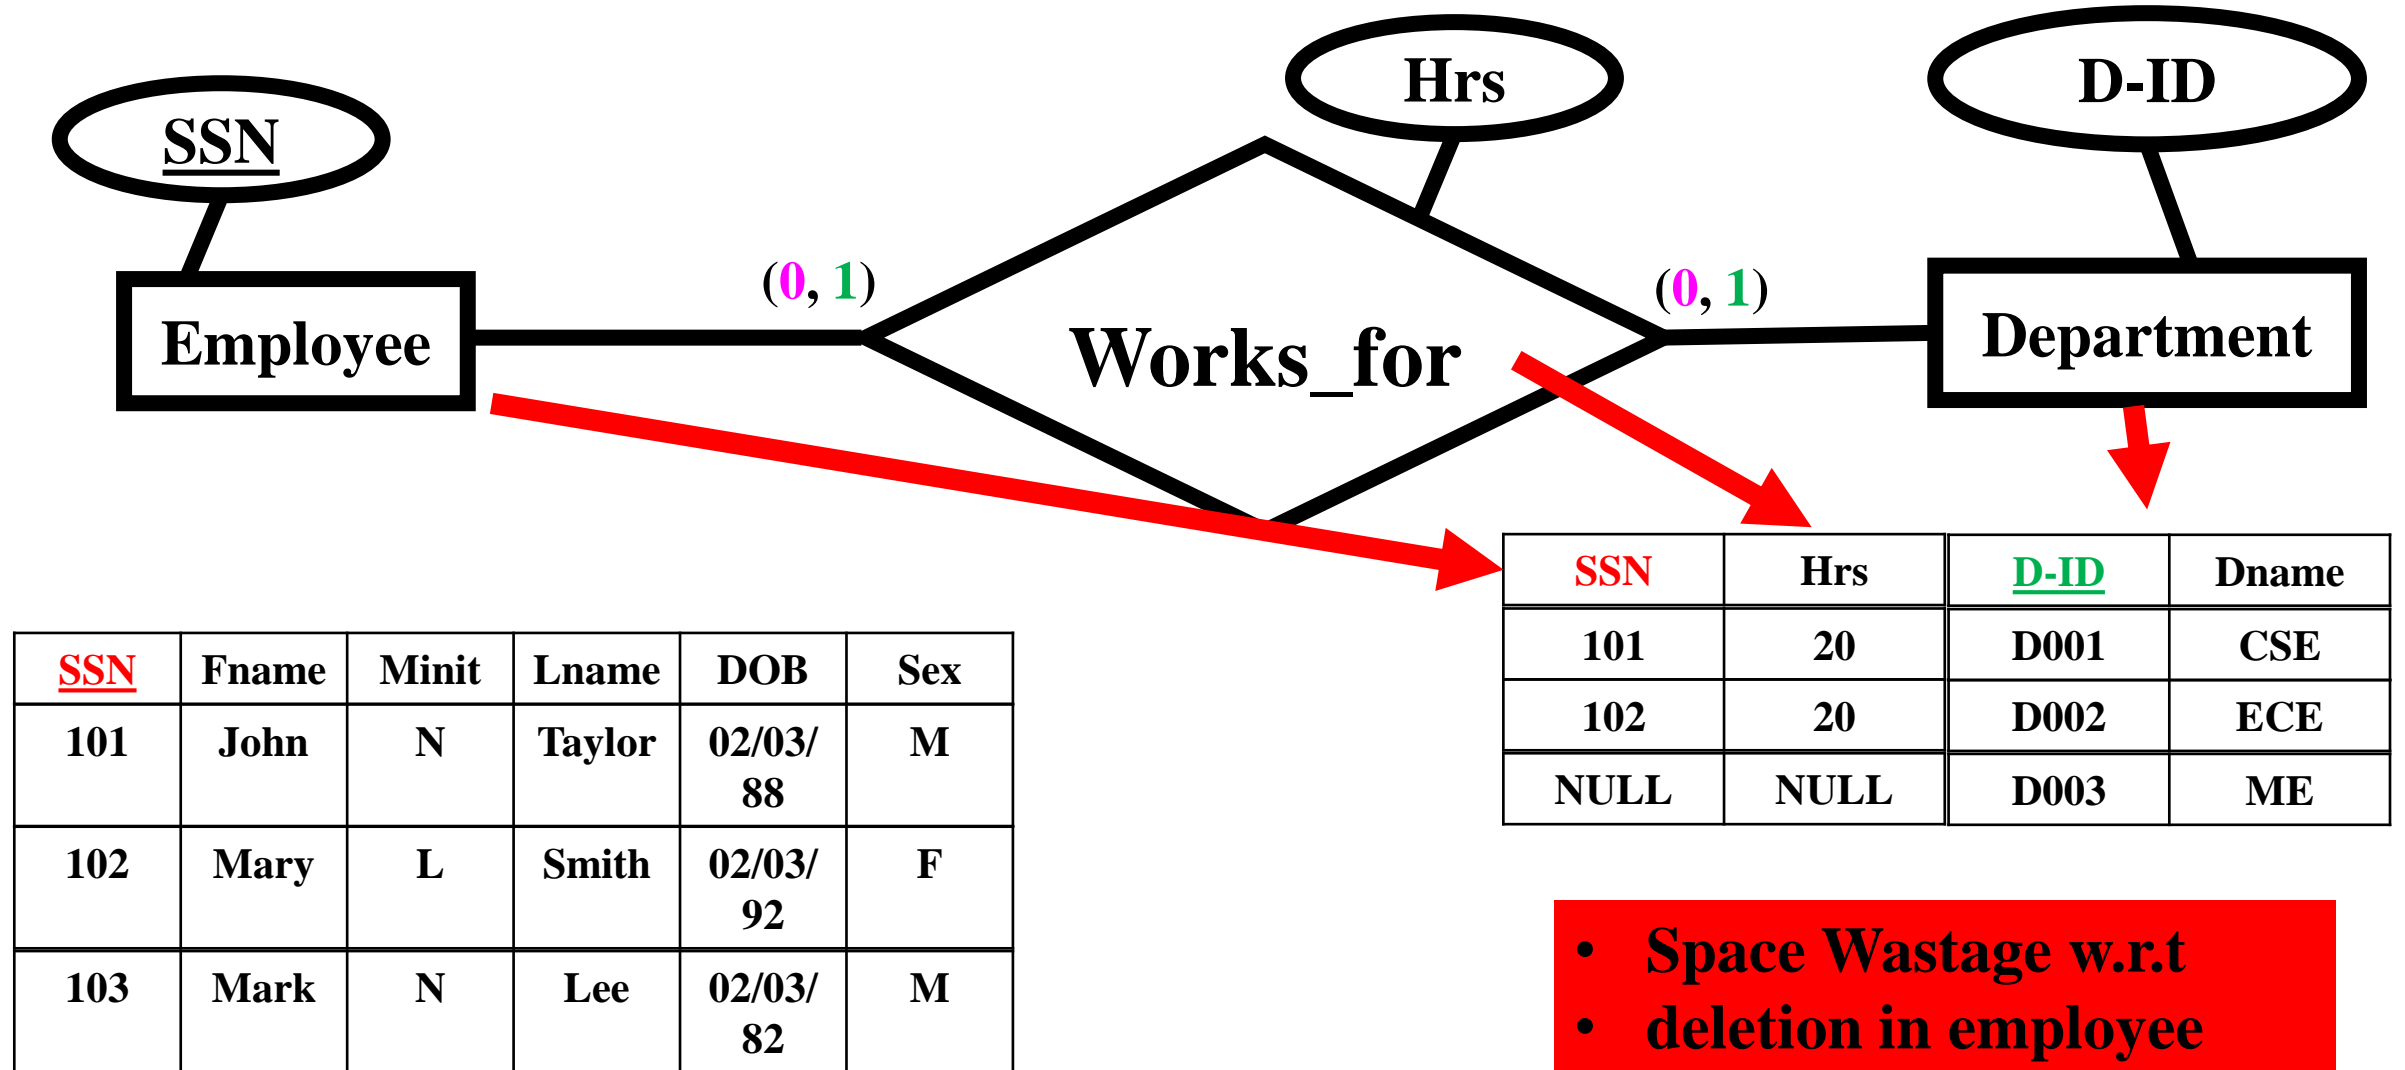 Hrs
D-ID
SSN
(0, 1)
(0, 1)
Employee
Works_for
Department
SSN Hrs D-ID Dname
101 20 D001 CSE
102 20 D002 ECE
NULL NULL D003 ME
SSN Fname Minit Lname DOB Sex
101 John N Taylor 02/03/ M
88
102 Mary L Smith 02/03/ F
92
103 Mark N Lee 02/03/ M
82
• Space Wastage w.r.t
• deletion in employee